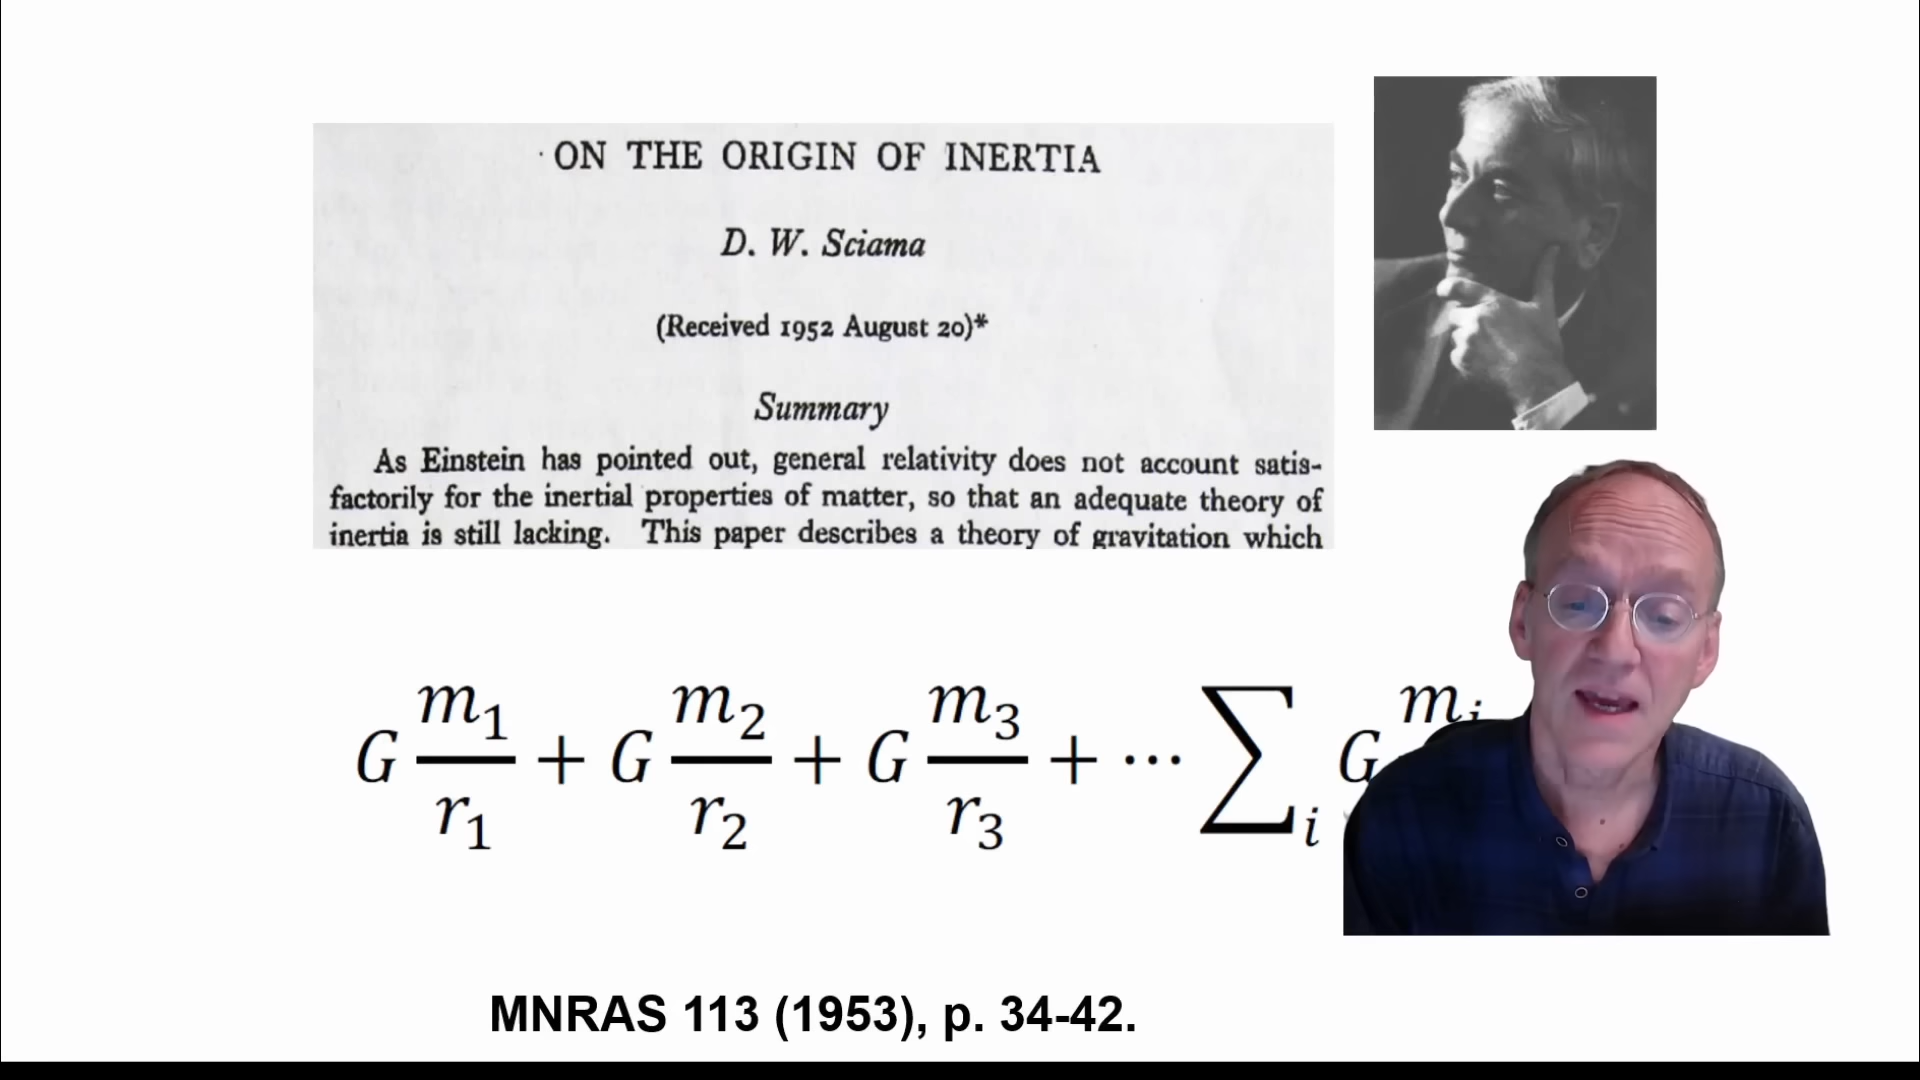 · ON THE ORIGIN OF INERTIA
D. W. Sciama
(Received 1952 August 20)*
Summary
As Einstein has pointed out, general relativity does not account satis-
factorily for the inertial properties of matter, so that an adequate theory of
inertia is still lacking. This paper describes a theory of gravitation which
G m₁/r₁ + G m₂/r₂ + G m₃/r₃ + ⋯ ∑ᵢ G mᵢ
MNRAS 113 (1953), p. 34-42.